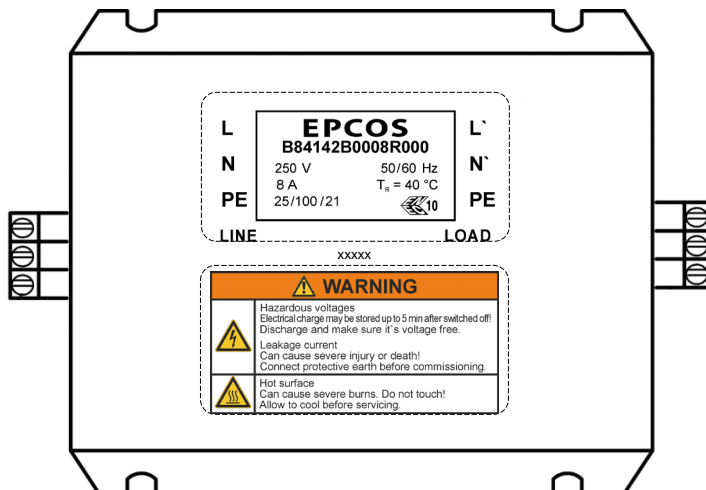 L
N
PE
LINE
EPCOS
B84142B0008R000
250 V 50/60 Hz
8 A T_R = 40 °C
25/100/21 10
L`
N`
PE
LOAD
xxxxx
WARNING
Hazardous voltages
Electrical charge may be stored up to 5 min after switched off!
Discharge and make sure it`s voltage free.
Leakage current
Can cause severe injury or death!
Connect protective earth before commissioning.
Hot surface
Can cause severe burns. Do not touch!
Allow to cool before servicing.